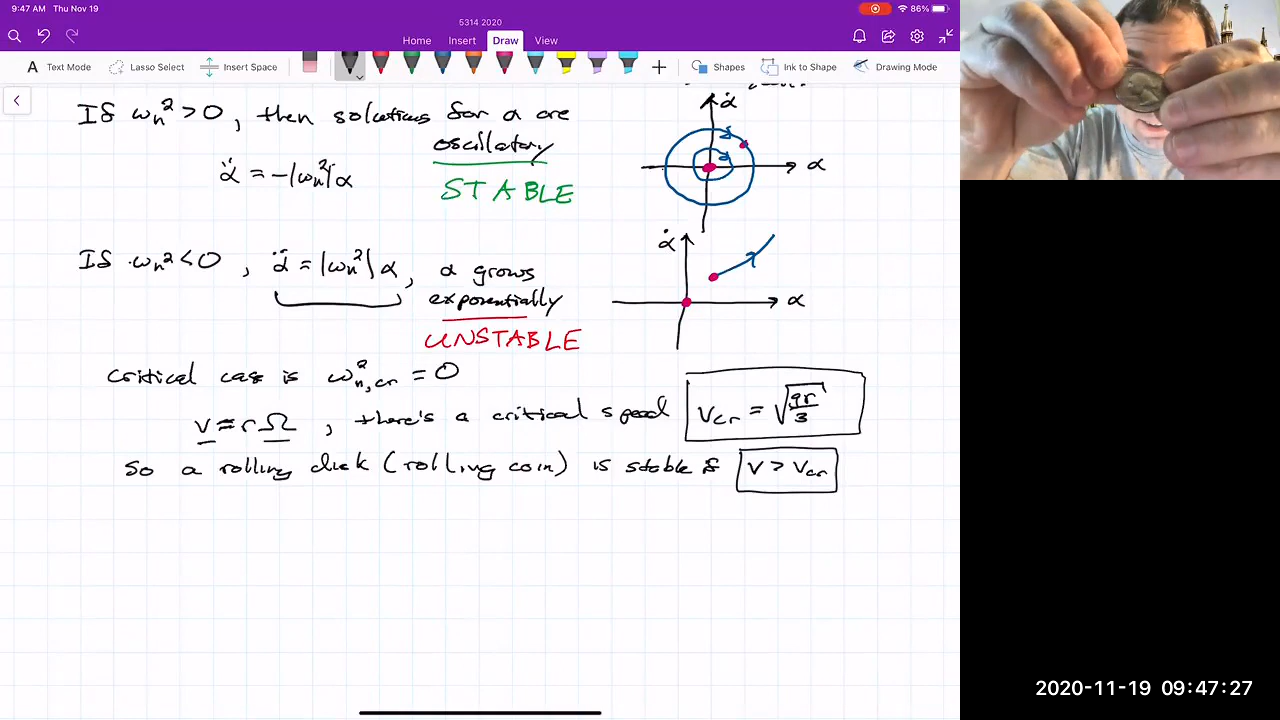 9:47 AM Thu Nov 19
86%
5314 2020
Home Insert Draw View
Text Mode Lasso Select Insert Space Shapes Ink to Shape Drawing Mode
α̇
If ωn² > 0, then solutions for α are
oscillatory
α
α̈ = -|ωn²|α
STABLE
α̇
If ωn² < 0, α̈ = |ωn²|α, α grows
exponentially
α
UNSTABLE
critical case is ω²n,cr = 0
v = rΩ, there's a critical speed vcr = √(gr/3)
So a rolling disk (rolling coin) is stable if v > vcr
2020-11-19 09:47:27